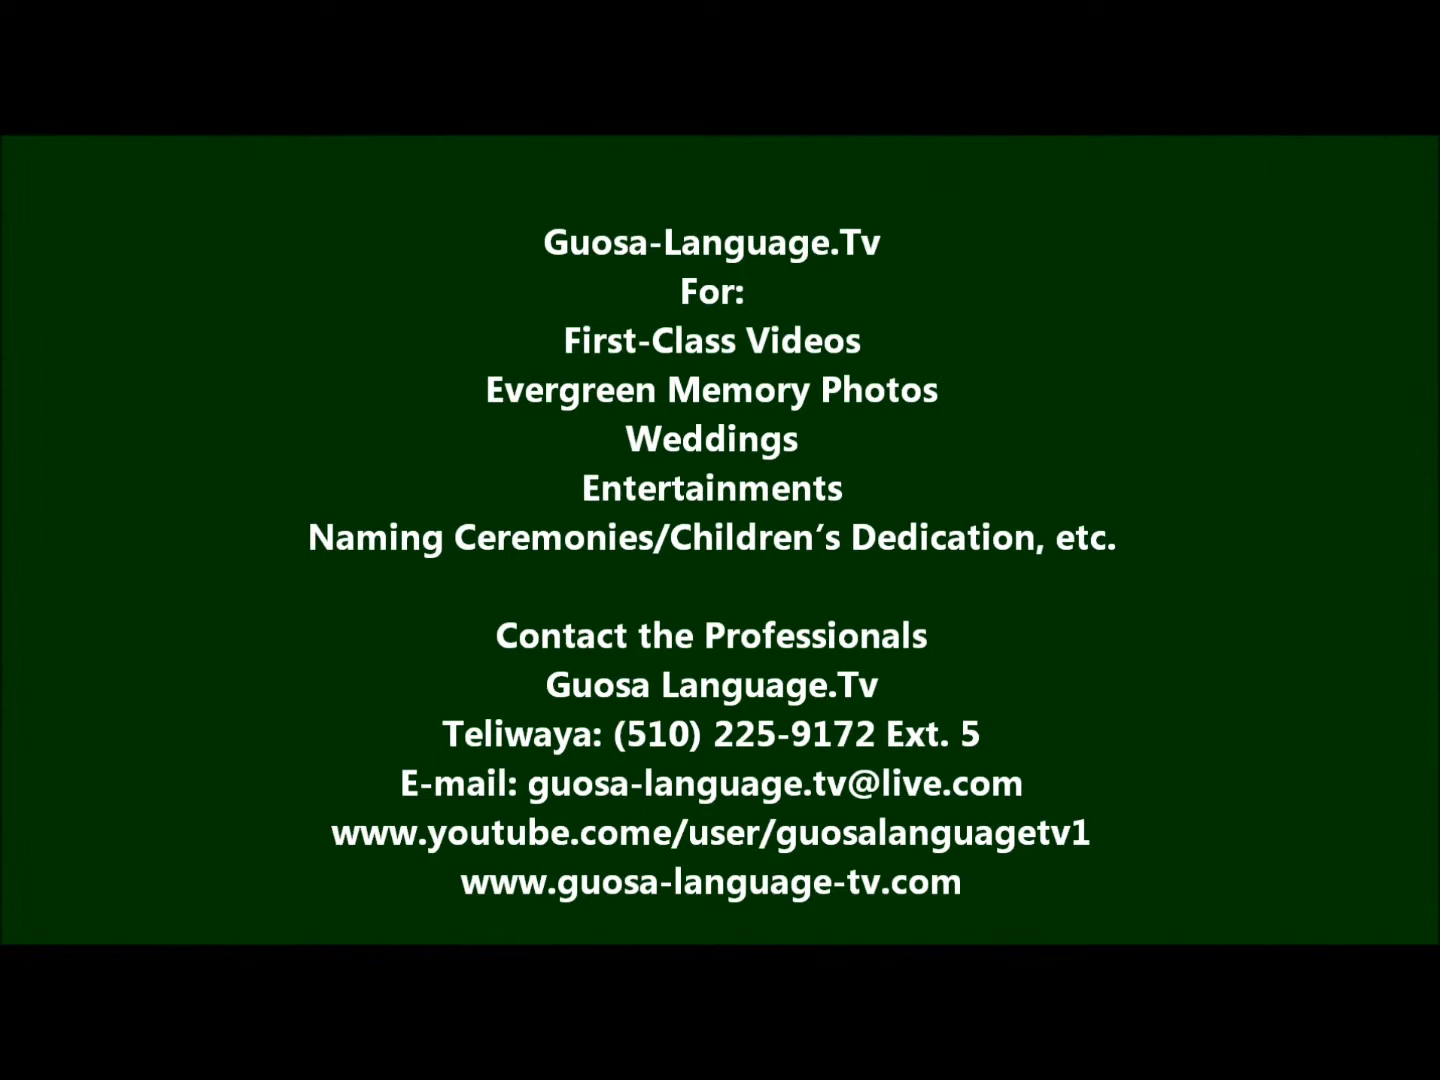 Guosa-Language.Tv
For:
First-Class Videos
Evergreen Memory Photos
Weddings
Entertainments
Naming Ceremonies/Children’s Dedication, etc.
Contact the Professionals
Guosa Language.Tv
Teliwaya: (510) 225-9172 Ext. 5
E-mail: guosa-language.tv@live.com
www.youtube.come/user/guosalanguagetv1
www.guosa-language-tv.com